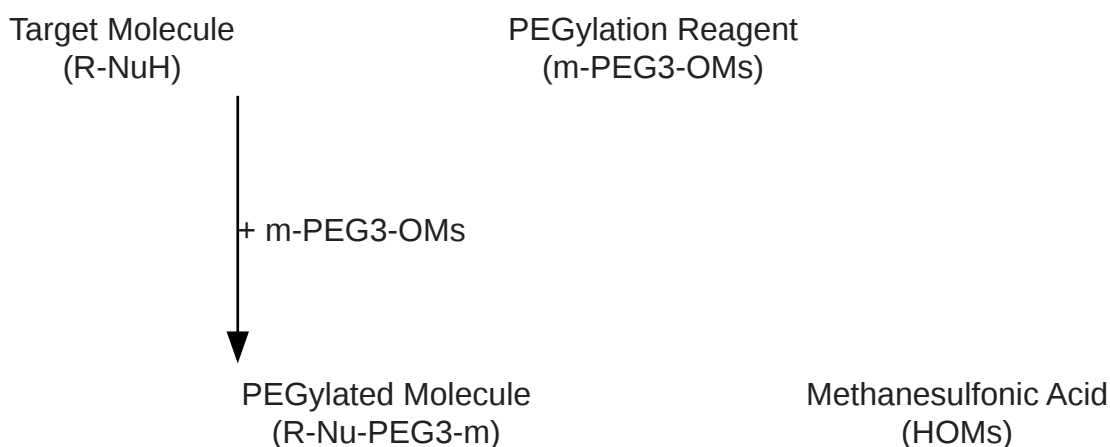 Target Molecule
(R-NuH)
PEGylation Reagent
(m-PEG3-OMs)
+ m-PEG3-OMs
PEGylated Molecule
(R-Nu-PEG3-m)
Methanesulfonic Acid
(HOMs)